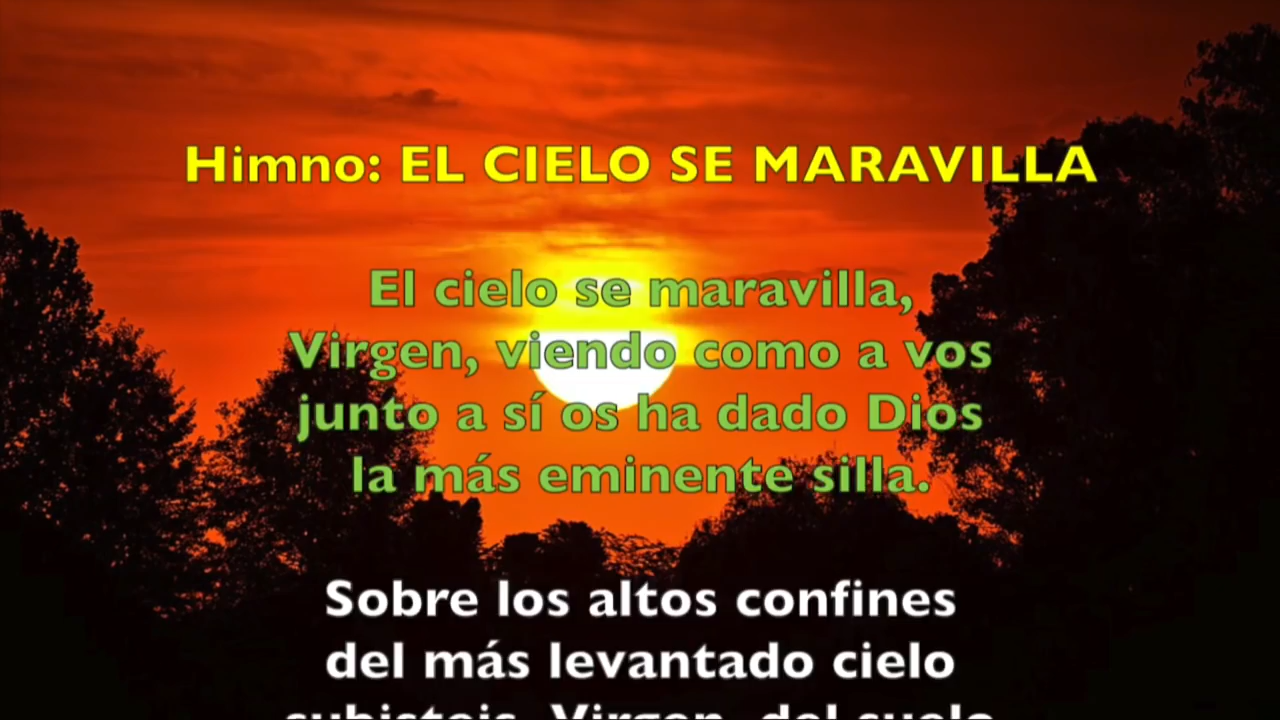 Himno: EL CIELO SE MARAVILLA
El cielo se maravilla,
Virgen, viendo como a vos
junto a sí os ha dado Dios
la más eminente silla.
Sobre los altos confines
del más levantado cielo
subisteis, Virgen, del suelo